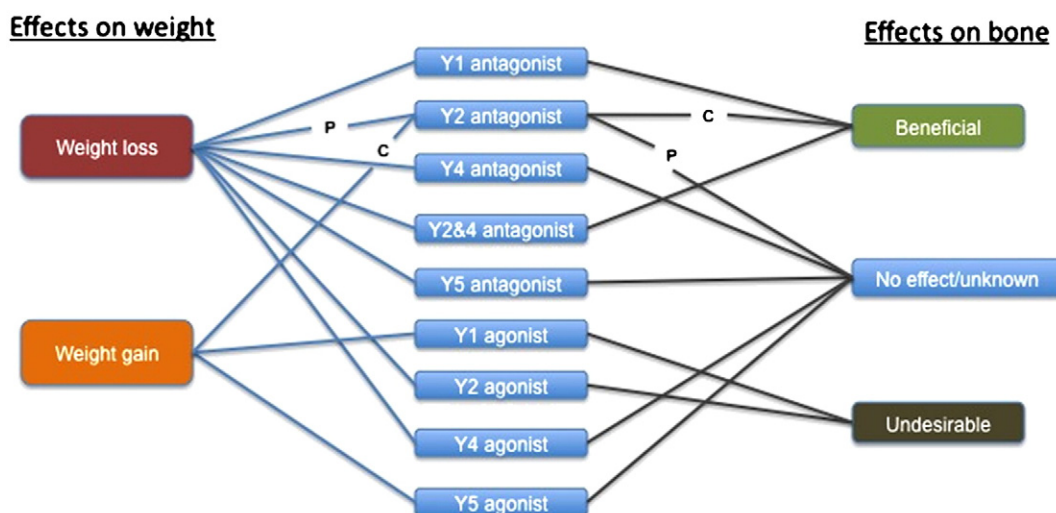 Effects on weight
Effects on bone
Y1 antagonist
Y2 antagonist
P
C
C
Beneficial
Weight loss
C
Y4 antagonist
P
Y2&4 antagonist
Y5 antagonist
No effect/unknown
Y1 agonist
Weight gain
Y2 agonist
Undesirable
Y4 agonist
Y5 agonist